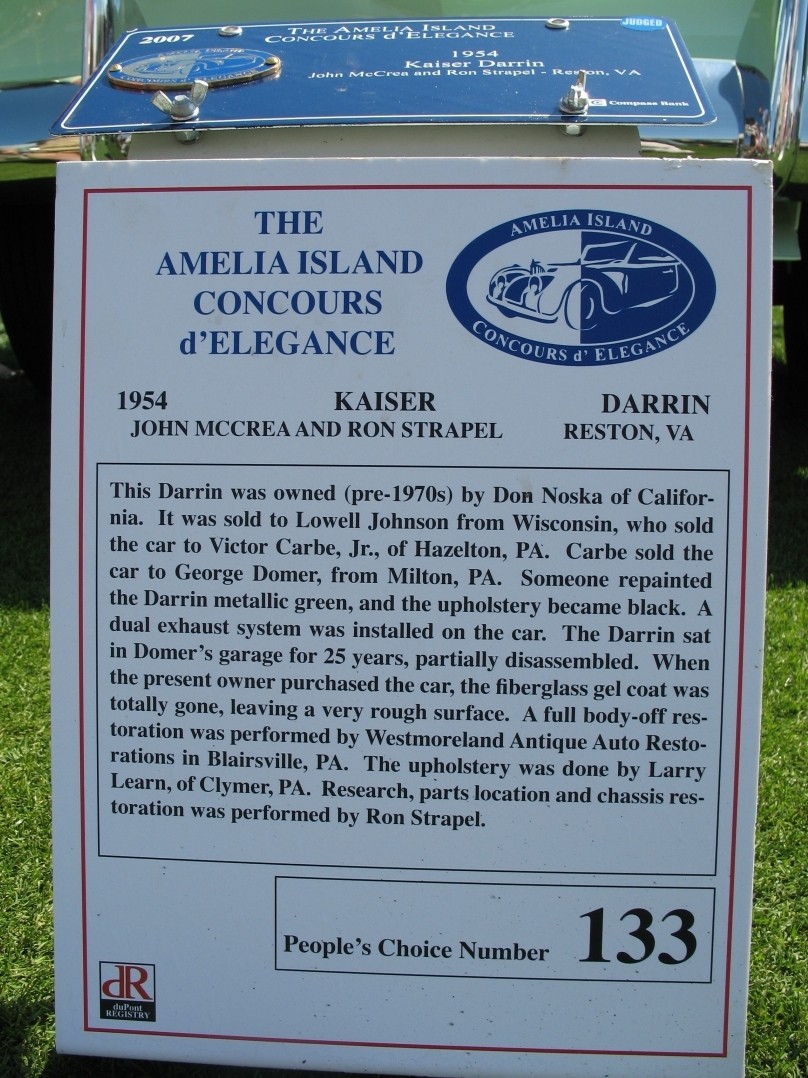 2007
THE AMELIA ISLAND
CONCOURS d'ELEGANCE
JUDGED
1954
Kaiser Darrin
John McCrea and Ron Strapel - Reston, VA
Compass Bank
THE
AMELIA ISLAND
CONCOURS
d'ELEGANCE
AMELIA ISLAND
CONCOURS d' ELEGANCE
1954 KAISER DARRIN
JOHN MCCREA AND RON STRAPEL RESTON, VA
This Darrin was owned (pre-1970s) by Don Noska of Califor-
nia. It was sold to Lowell Johnson from Wisconsin, who sold
the car to Victor Carbe, Jr., of Hazelton, PA. Carbe sold the
car to George Domer, from Milton, PA. Someone repainted
the Darrin metallic green, and the upholstery became black. A
dual exhaust system was installed on the car. The Darrin sat
in Domer's garage for 25 years, partially disassembled. When
the present owner purchased the car, the fiberglass gel coat was
totally gone, leaving a very rough surface. A full body-off res-
toration was performed by Westmoreland Antique Auto Resto-
rations in Blairsville, PA. The upholstery was done by Larry
Learn, of Clymer, PA. Research, parts location and chassis res-
toration was performed by Ron Strapel.
People's Choice Number 133
dR
duPont
REGISTRY